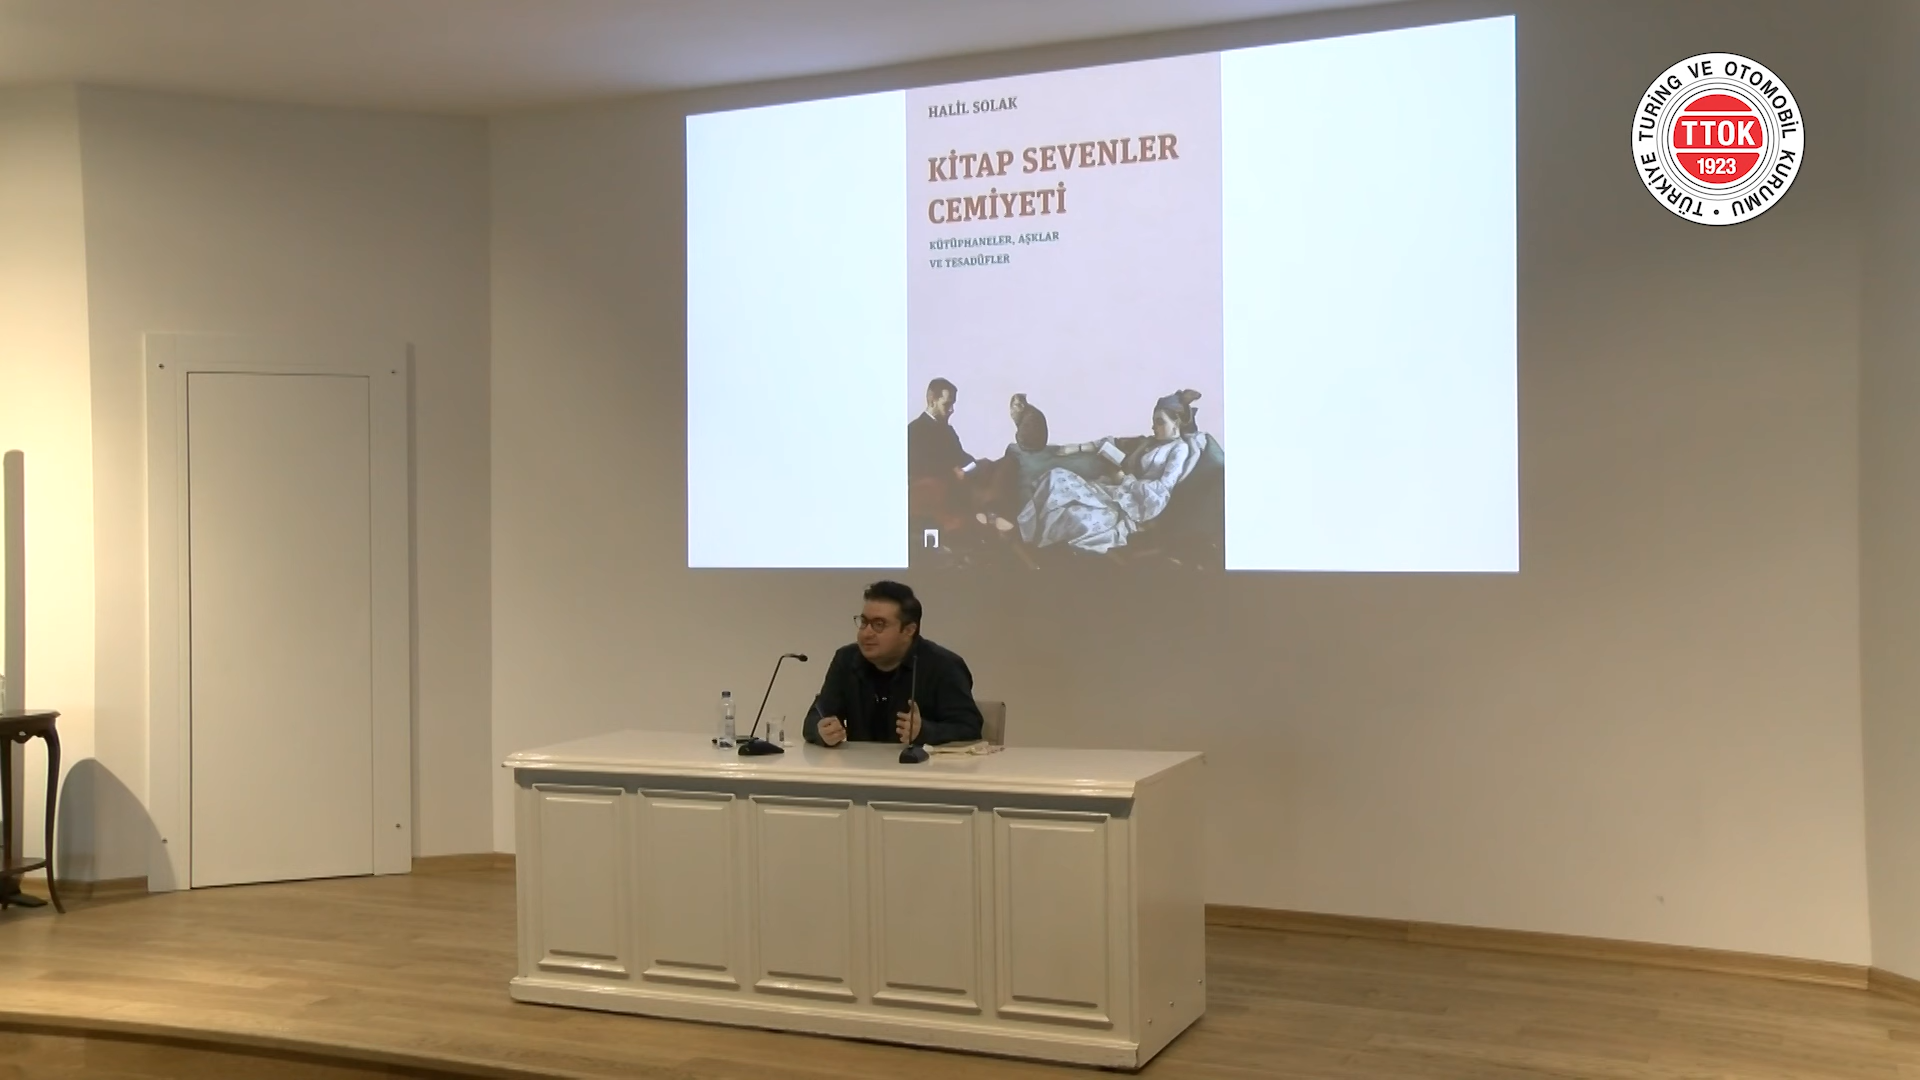 HALİL SOLAK
KİTAP SEVENLER
CEMİYETİ
KÜTÜPHANELER, AŞKLAR
VE TESADÜFLER
TÜRKİYE TURİNG VE OTOMOBİL KURUMU •
TTOK
1923